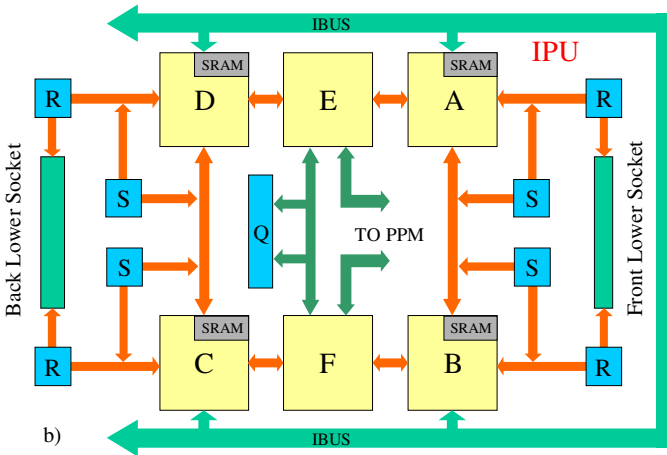 IBUS
IPU
SRAM
SRAM
R
D
E
A
R
Back Lower Socket
S
Q
TO PPM
S
Front Lower Socket
S
S
SRAM
SRAM
R
C
F
B
R
b)
IBUS